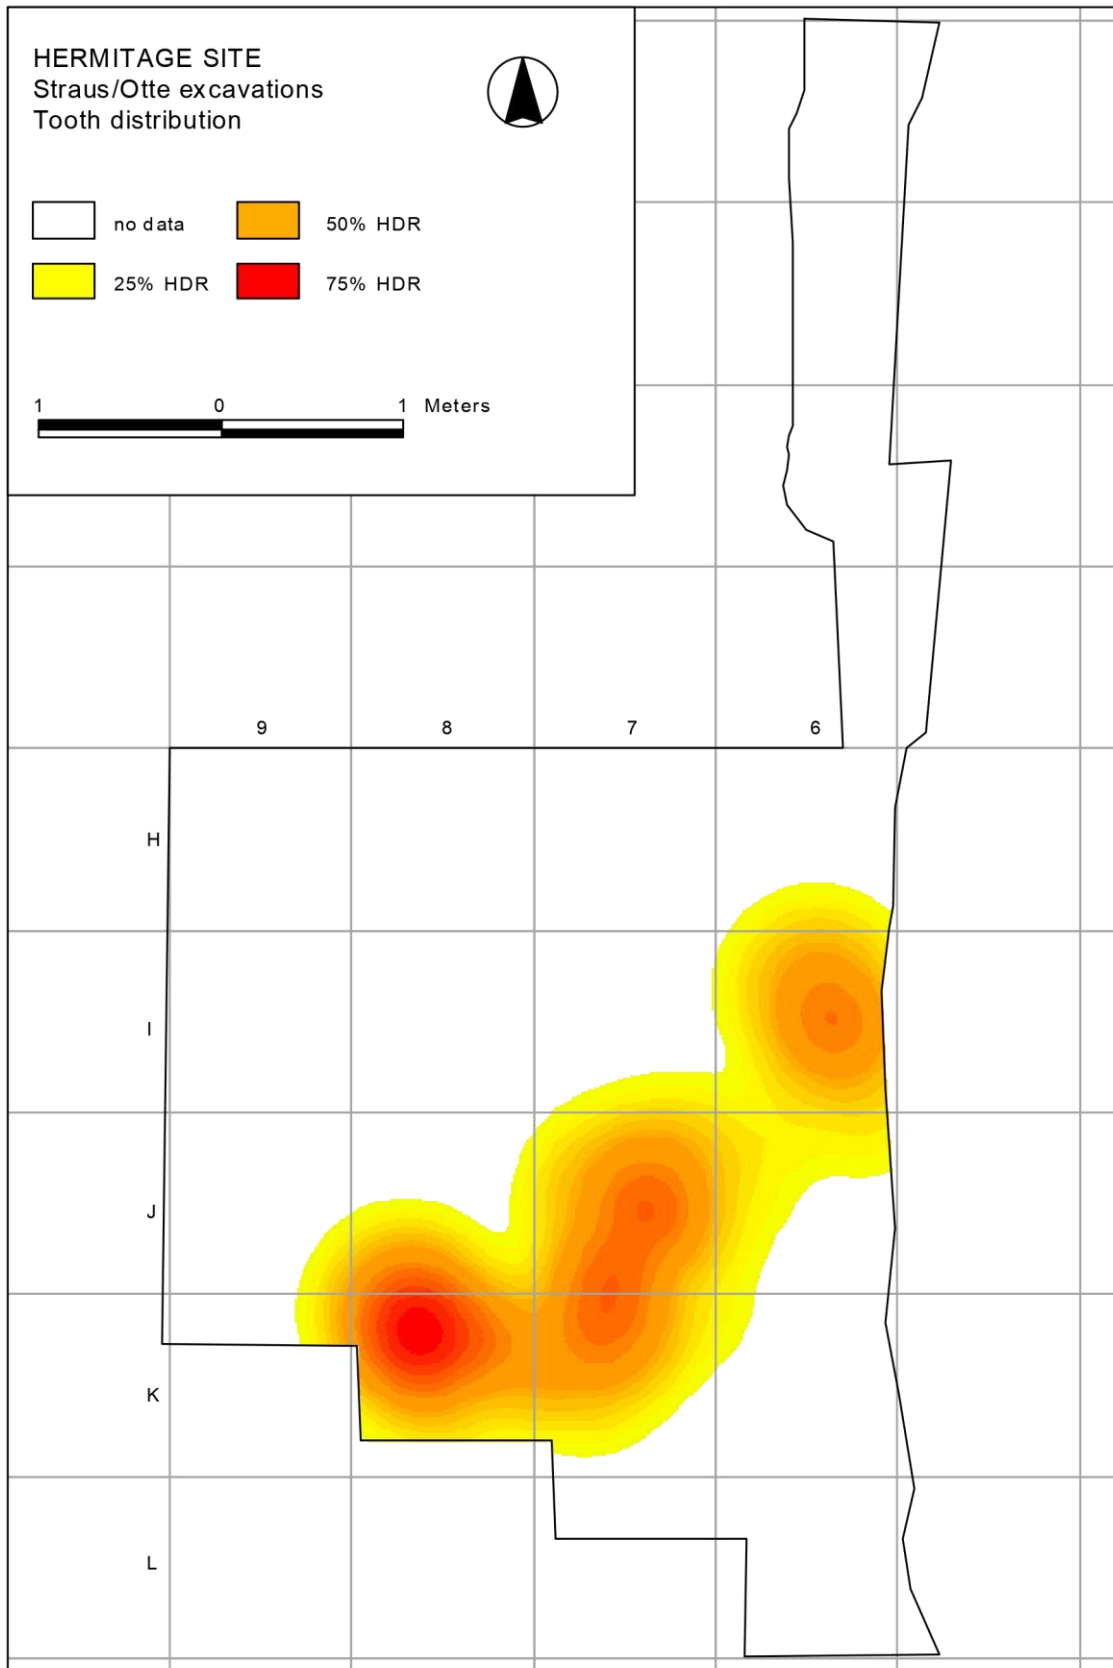 HERMITAGE SITE
Straus/Otte excavations
Tooth distribution
no data
50% HDR
25% HDR
75% HDR
1 0 1 Meters
9 8 7 6
H
I
J
K
L